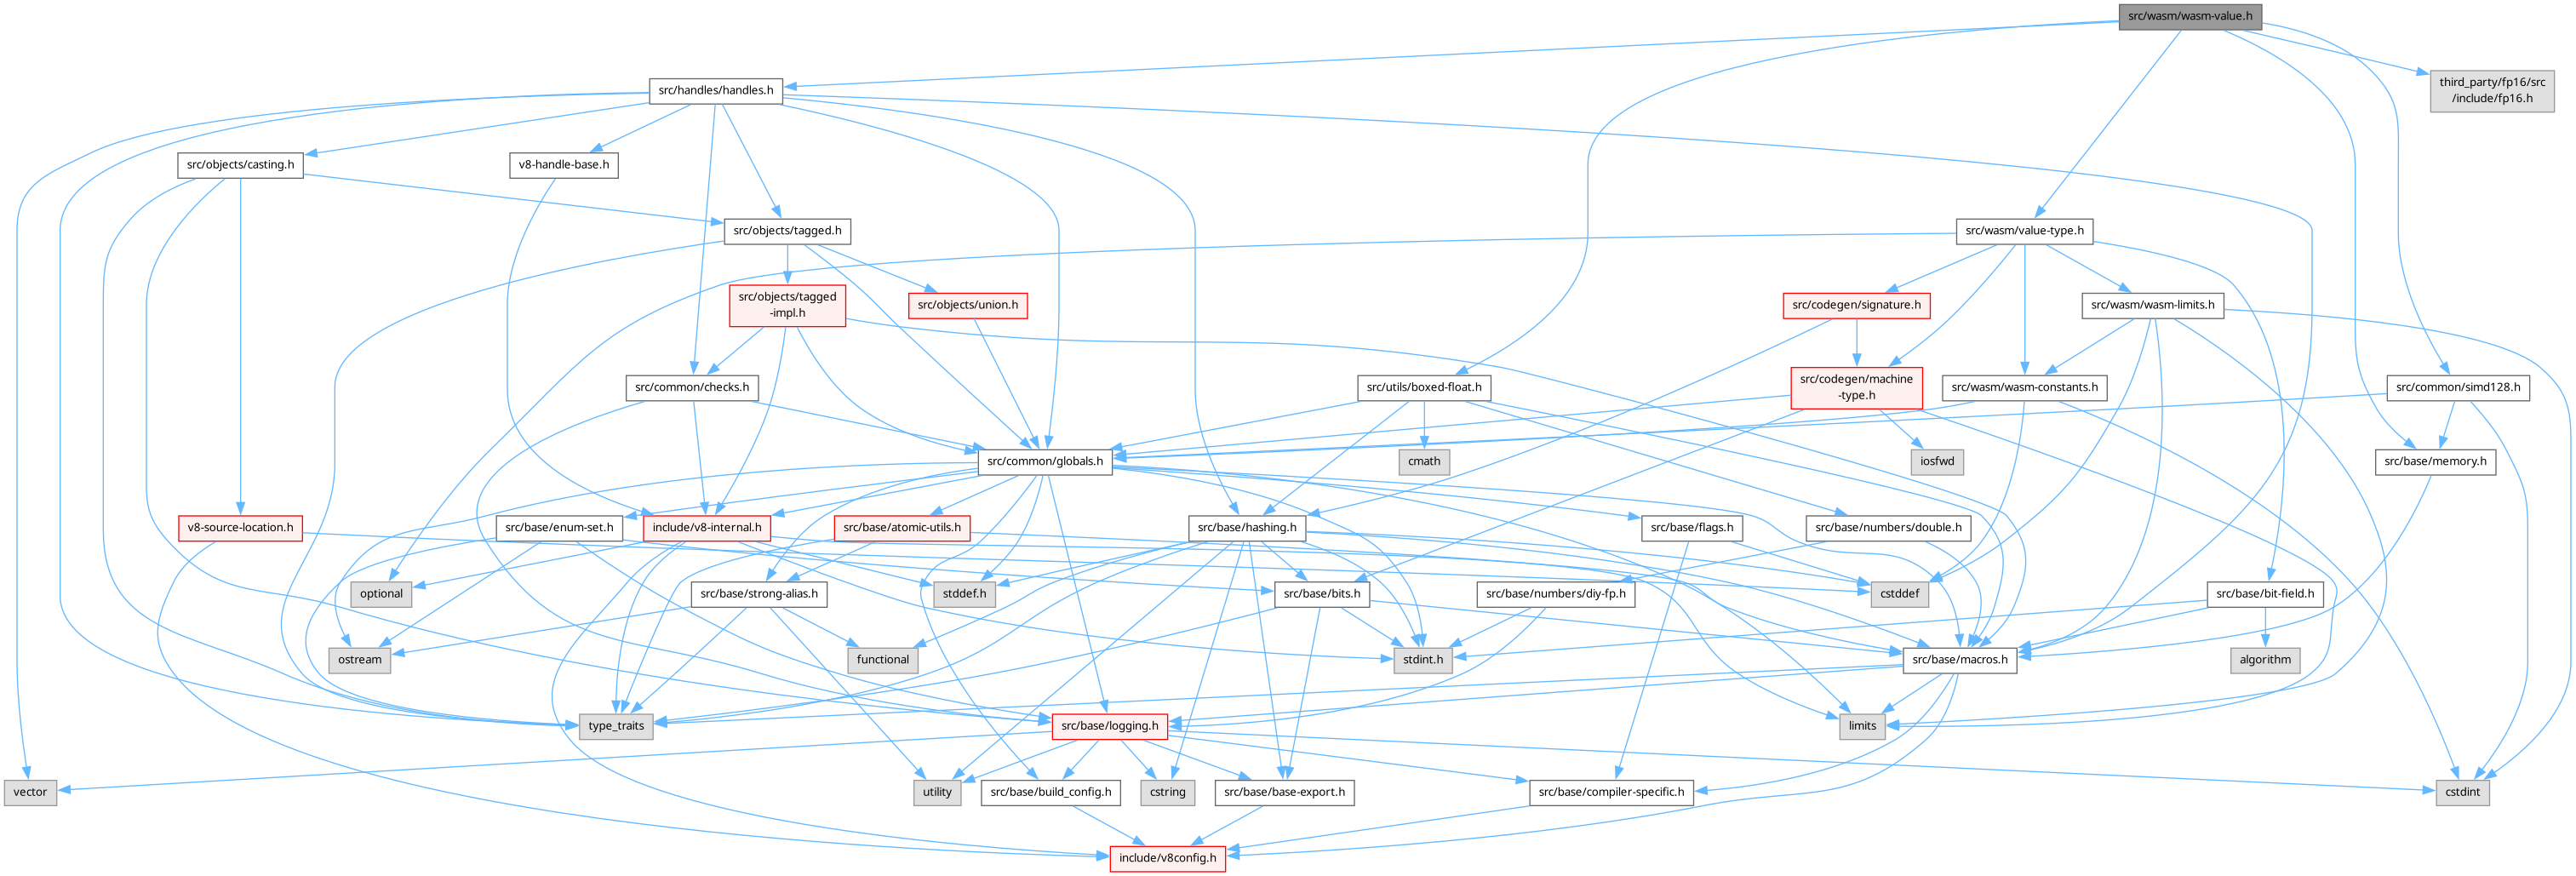 src/wasm/wasm-value.h
third_party/fp16/src
/include/fp16.h
src/handles/handles.h
src/objects/casting.h
v8-handle-base.h
src/objects/tagged.h
src/wasm/value-type.h
src/objects/tagged
-impl.h
src/objects/union.h
src/codegen/signature.h
src/wasm/wasm-limits.h
src/common/checks.h
src/utils/boxed-float.h
src/codegen/machine
-type.h
src/wasm/wasm-constants.h
src/common/simd128.h
src/common/globals.h
cmath
iosfwd
src/base/memory.h
v8-source-location.h
src/base/enum-set.h
include/v8-internal.h
src/base/atomic-utils.h
src/base/hashing.h
src/base/flags.h
src/base/numbers/double.h
optional
src/base/strong-alias.h
stddef.h
src/base/bits.h
src/base/numbers/diy-fp.h
cstddef
src/base/bit-field.h
ostream
functional
stdint.h
src/base/macros.h
algorithm
type_traits
src/base/logging.h
limits
vector
utility
src/base/build_config.h
cstring
src/base/base-export.h
src/base/compiler-specific.h
cstdint
include/v8config.h